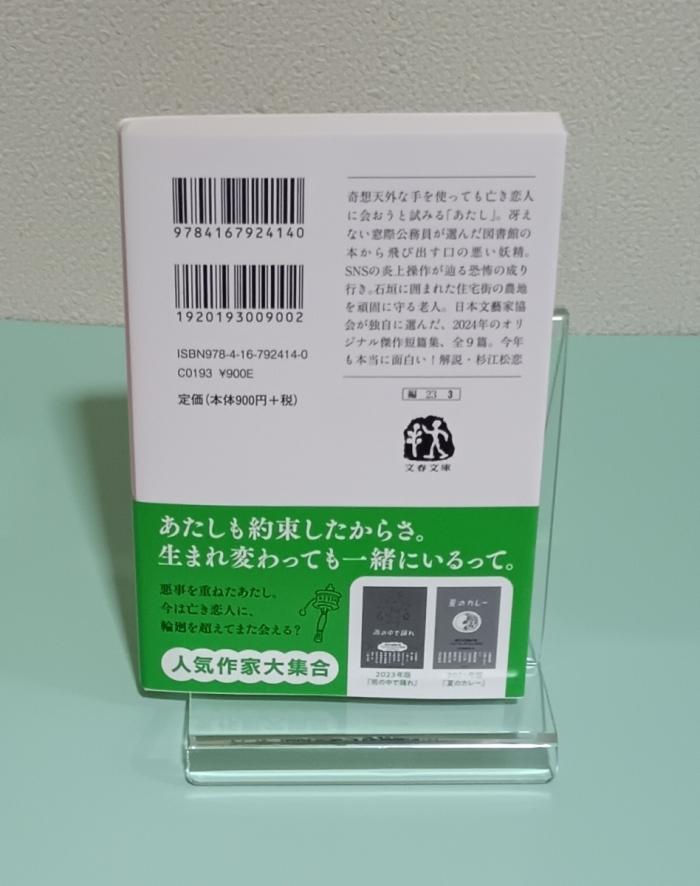 9784167924140
1920193009002
ISBN978-4-16-792414-0
C0193 ¥900E
定価(本体900円+税)
奇想天外な手を使っても亡き恋人
に会おうと試みる「あたし」。冴え
ない窓際公務員が選んだ図書館の
本から飛び出す口の悪い妖精。
SNSの炎上操作が辿る恐怖の成り
行き。石垣に囲まれた住宅街の農地
を頑固に守る老人。日本文藝家協
会が独自に選んだ、2024年のオリ
ジナル傑作短篇集、全9篇。今年
も本当に面白い!解説・杉江松恋
編 23 3
文春文庫
あたしも約束したからさ。
生まれ変わっても一緒にいるって。
悪事を重ねたあたし。
今は亡き恋人に、
輪廻を超えてまた会える?
人気作家大集合
雨の中で踊れ
2023年版
『雨の中で踊れ』
夏のカレー
『夏のカレー』